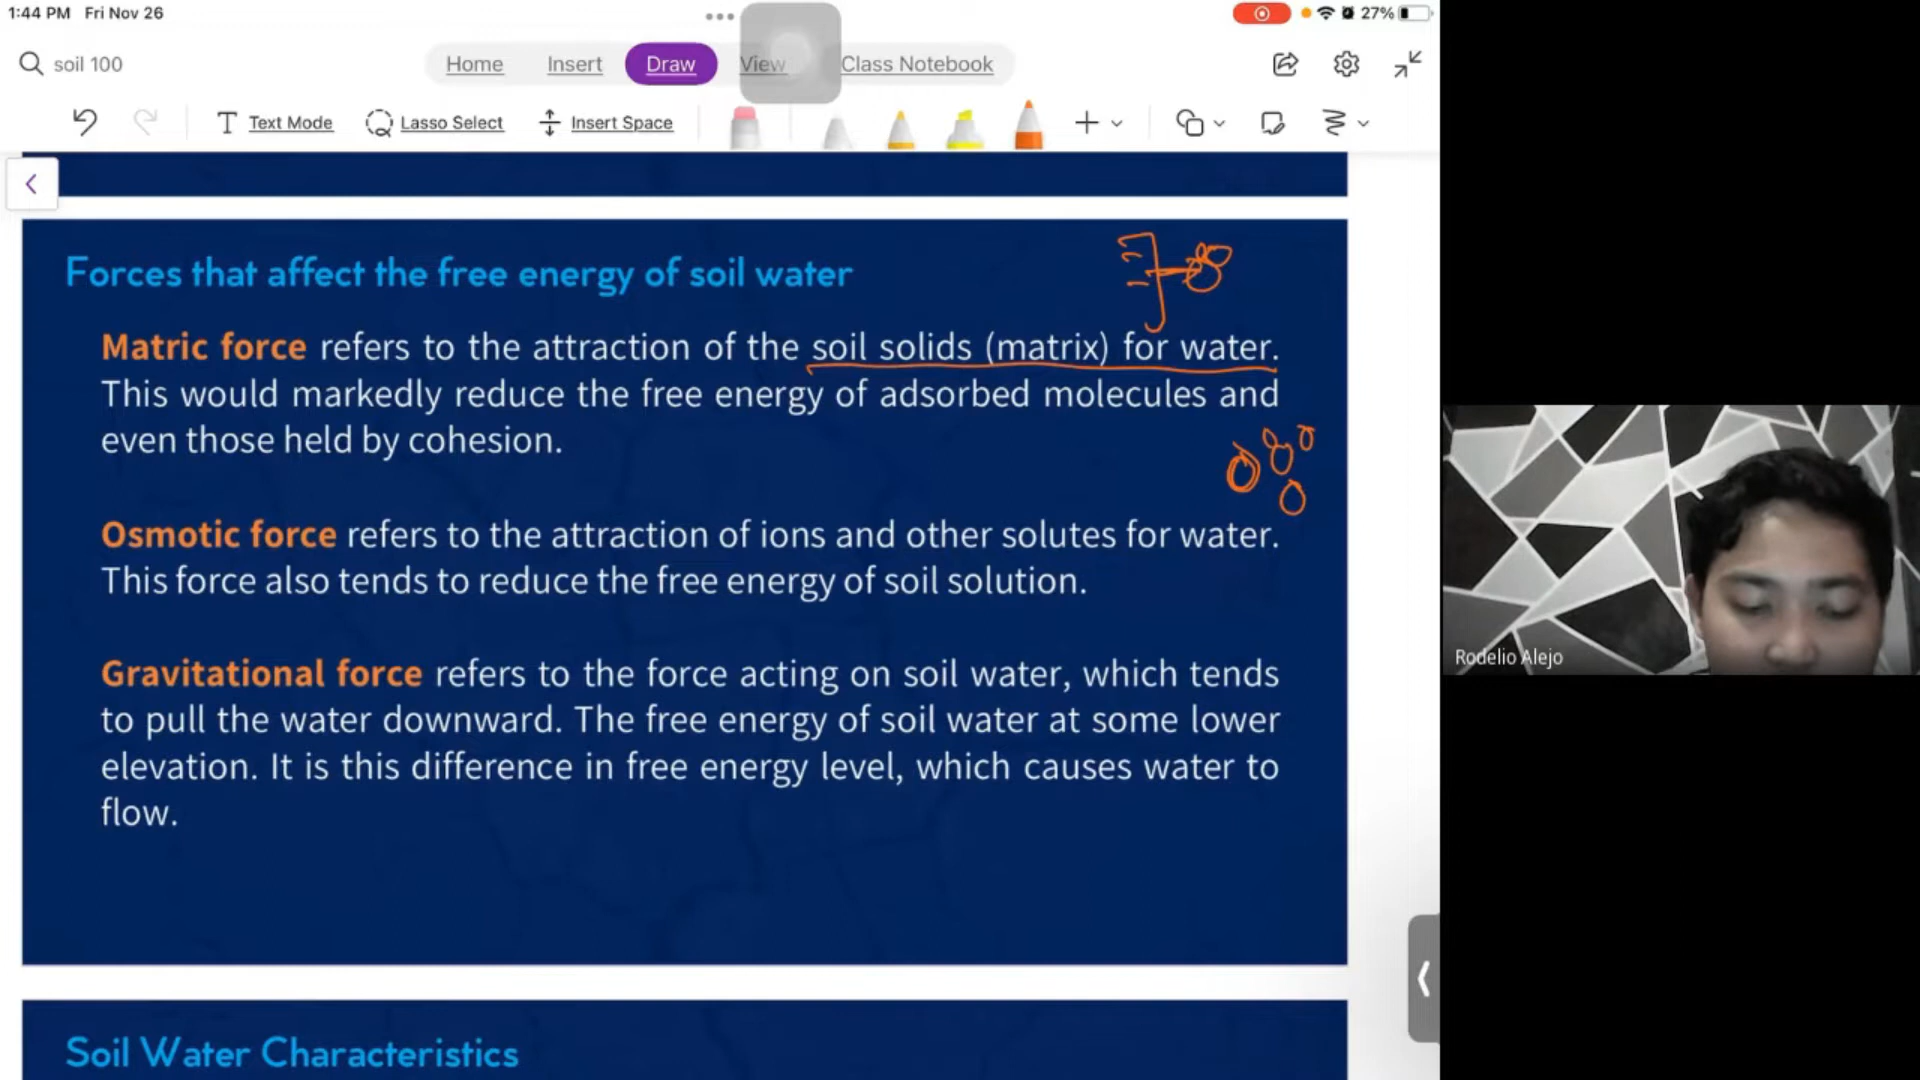 1:44 PM Fri Nov 26
27%
soil 100
Home Insert Draw View Class Notebook
Text Mode Lasso Select Insert Space
Forces that affect the free energy of soil water
Matric force refers to the attraction of the soil solids (matrix) for water.
This would markedly reduce the free energy of adsorbed molecules and
even those held by cohesion.
Osmotic force refers to the attraction of ions and other solutes for water.
This force also tends to reduce the free energy of soil solution.
Gravitational force refers to the force acting on soil water, which tends
to pull the water downward. The free energy of soil water at some lower
elevation. It is this difference in free energy level, which causes water to
flow.
Soil Water Characteristics
Rodelio Alejo